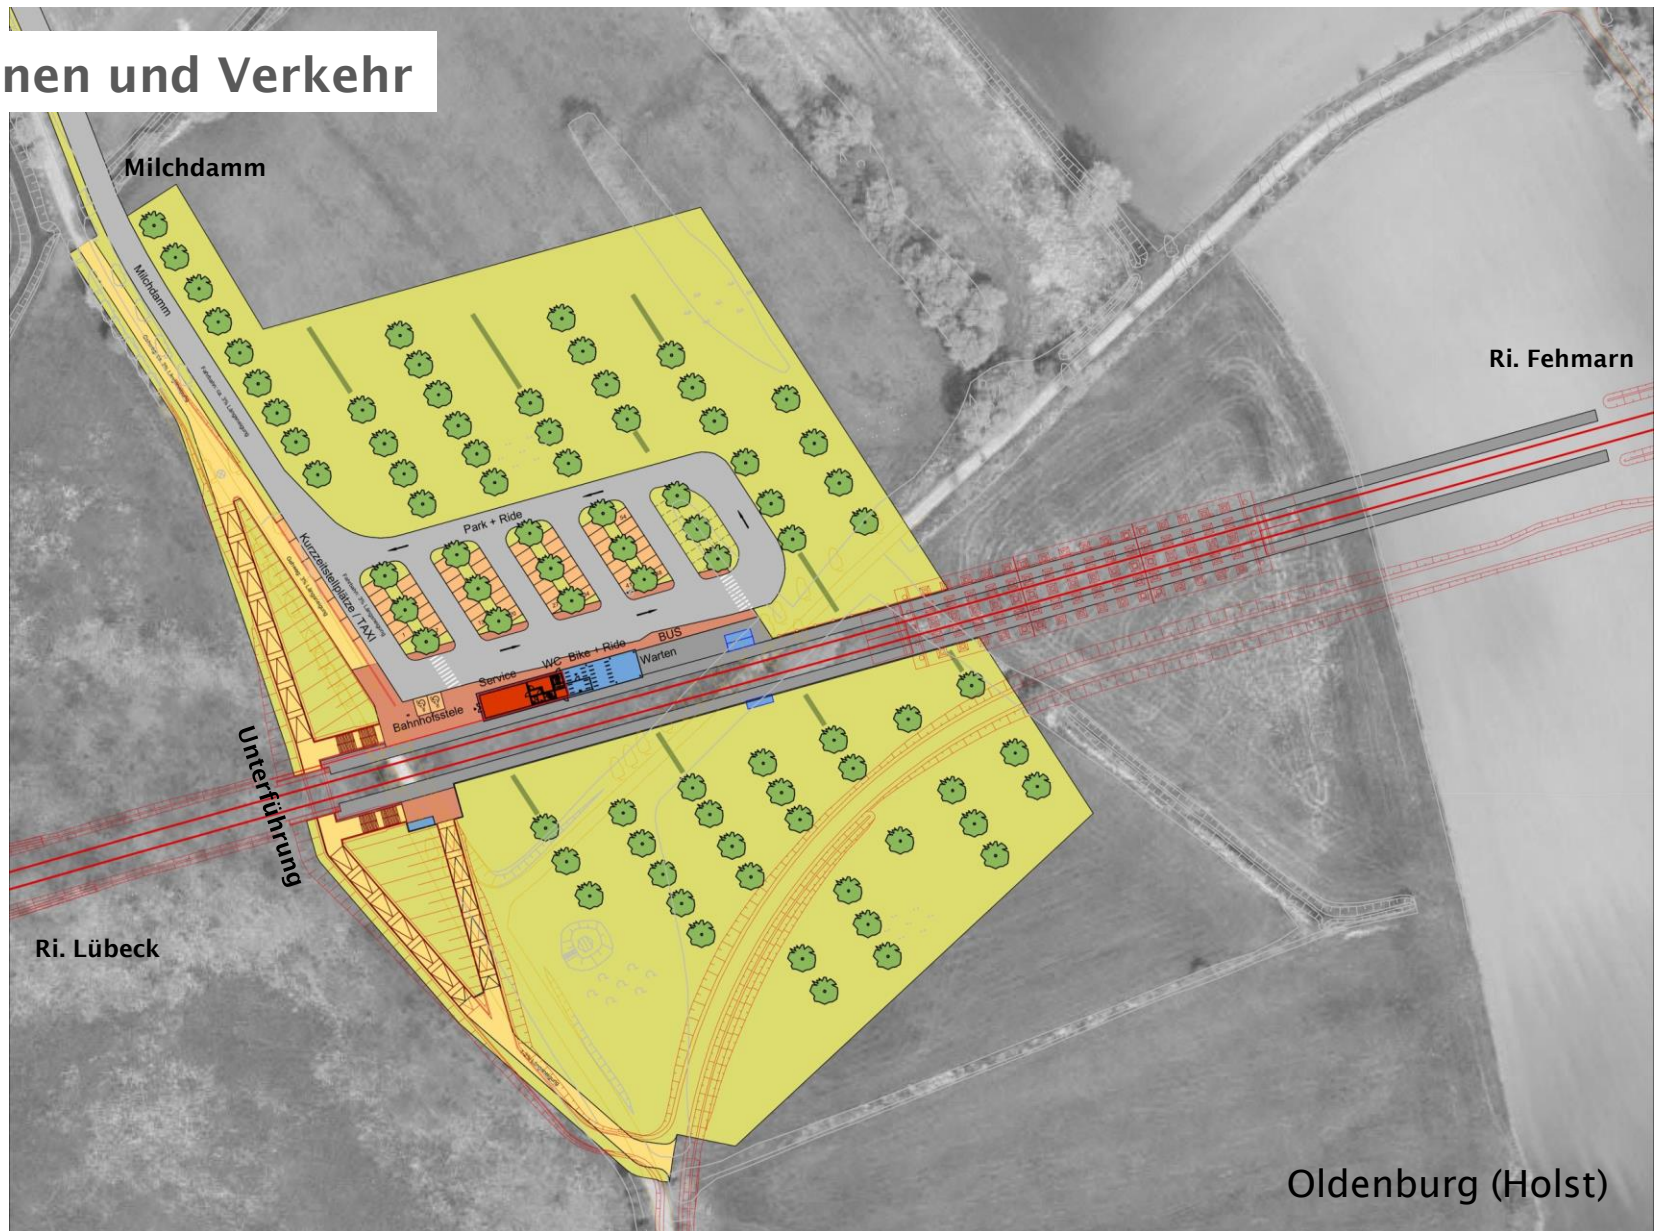 nen und Verkehr
Milchdamm
Milchdamm
Ri. Fehmarn
Park + Ride
Kurzzeitstellplätze / TAXI
BUS
WC Bike + Ride
Warten
Service
Bahnhofsstele
Unterführung
Ri. Lübeck
Oldenburg (Holst)